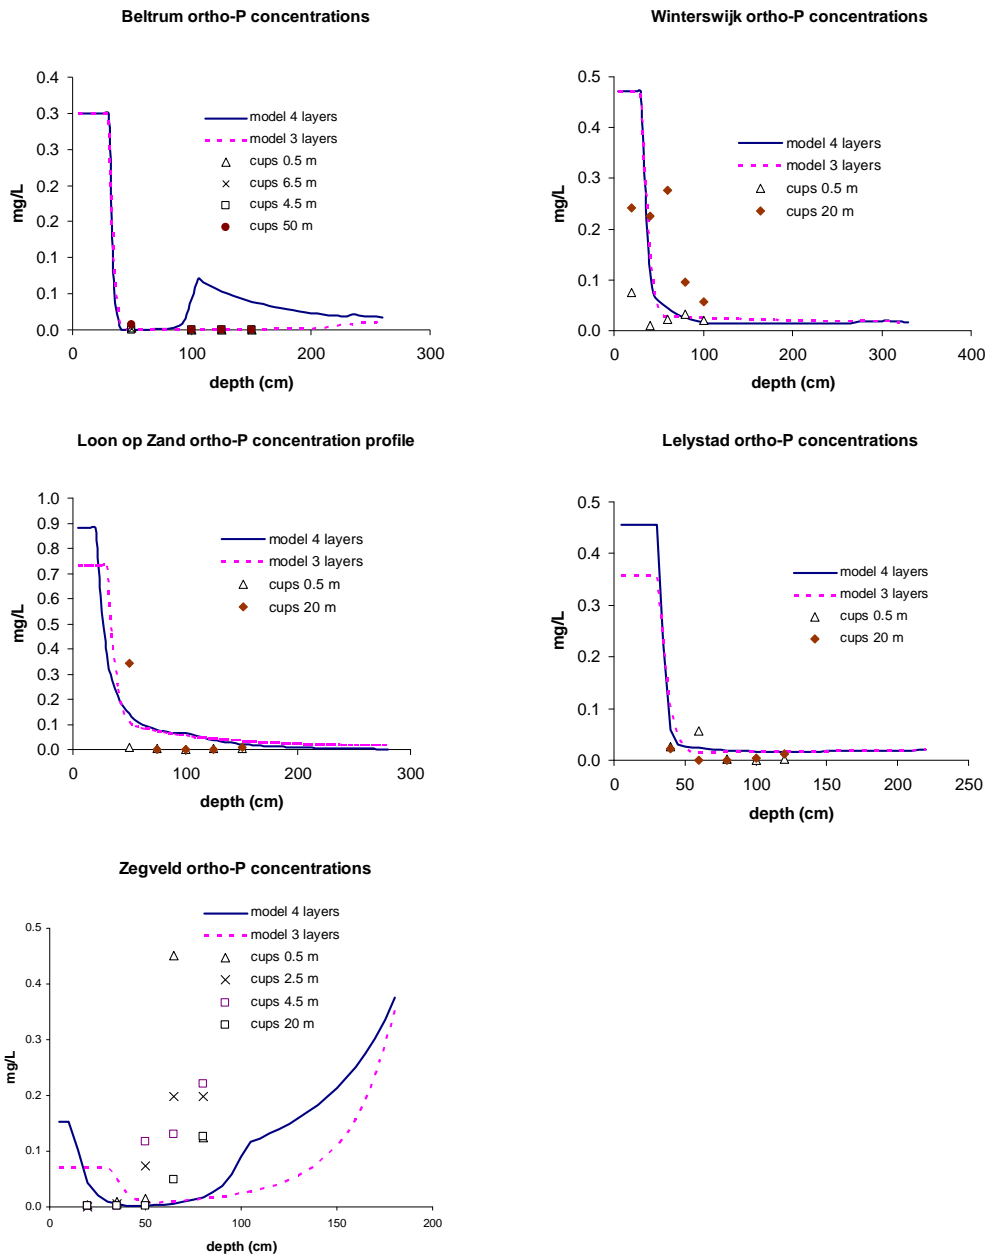 Beltrum ortho-P concentrations
mg/L
0.4
0.3
0.3
0.2
0.2
0.1
0.1
0.0
model 4 layers
model 3 layers
cups 0.5 m
cups 6.5 m
cups 4.5 m
cups 50 m
0 100 200 300
depth (cm)
Winterswijk ortho-P concentrations
mg/L
0.5
0.4
0.3
0.2
0.1
0.0
model 4 layers
model 3 layers
cups 0.5 m
cups 20 m
0 100 200 300 400
depth (cm)
Loon op Zand ortho-P concentration profile
mg/L
1.0
0.9
0.8
0.7
0.6
0.5
0.4
0.3
0.2
0.1
0.0
model 4 layers
model 3 layers
cups 0.5 m
cups 20 m
0 100 200 300
depth (cm)
Lelystad ortho-P concentrations
mg/L
0.5
0.4
0.3
0.2
0.1
0.0
model 4 layers
model 3 layers
cups 0.5 m
cups 20 m
0 50 100 150 200 250
depth (cm)
Zegveld ortho-P concentrations
mg/L
0.5
0.4
0.3
0.2
0.1
0.0
model 4 layers
model 3 layers
cups 0.5 m
cups 2.5 m
cups 4.5 m
cups 20 m
0 50 100 150 200
depth (cm)